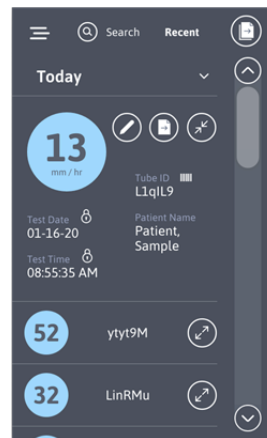 Search Recent
Today
13
mm / hr
Tube ID
L1qIL9
Test Date
01-16-20
Patient Name
Patient,
Sample
Test Time
08:55:35 AM
52 ytyt9M
32 LinRMu